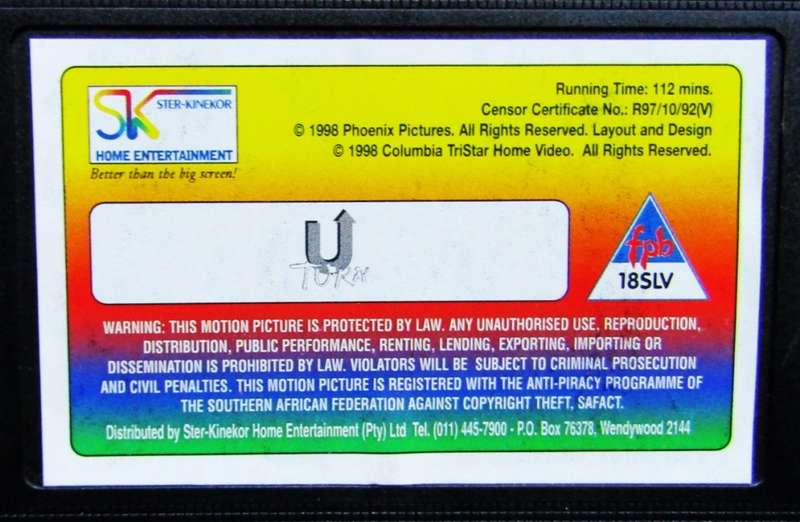 SK STER-KINEKOR
HOME ENTERTAINMENT
Better than the big screen!
Running Time: 112 mins.
Censor Certificate No.: R97/10/92(V)
© 1998 Phoenix Pictures. All Rights Reserved. Layout and Design
© 1998 Columbia TriStar Home Video. All Rights Reserved.
U
TURN
fpb
18SLV
WARNING: THIS MOTION PICTURE IS PROTECTED BY LAW. ANY UNAUTHORISED USE, REPRODUCTION,
DISTRIBUTION, PUBLIC PERFORMANCE, RENTING, LENDING, EXPORTING, IMPORTING OR
DISSEMINATION IS PROHIBITED BY LAW. VIOLATORS WILL BE SUBJECT TO CRIMINAL PROSECUTION
AND CIVIL PENALTIES. THIS MOTION PICTURE IS REGISTERED WITH THE ANTI-PIRACY PROGRAMME OF
THE SOUTHERN AFRICAN FEDERATION AGAINST COPYRIGHT THEFT, SAFACT.
Distributed by Ster-Kinekor Home Entertainment (Pty) Ltd Tel. (011) 445-7900 - P.O. Box 76378, Wendywood 2144